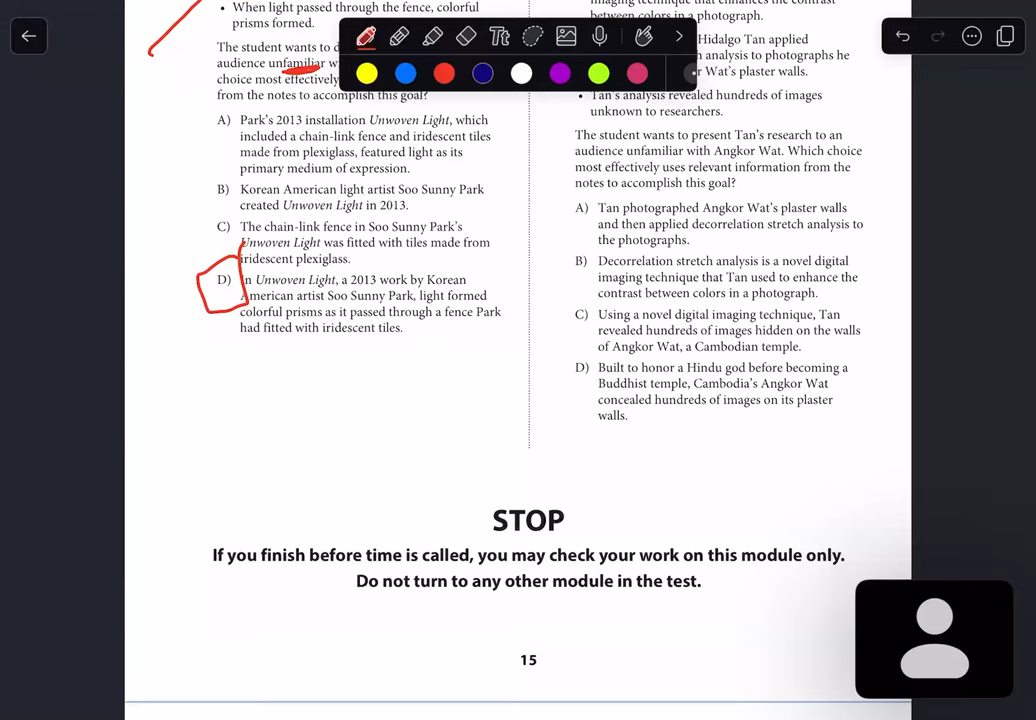 • When light passed through the fence, colorful
prisms formed.
The student wants to d
audience unfamiliar w
choice most effectively
from the notes to accomplish this goal?
A) Park's 2013 installation Unwoven Light, which
included a chain-link fence and iridescent tiles
made from plexiglass, featured light as its
primary medium of expression.
B) Korean American light artist Soo Sunny Park
created Unwoven Light in 2013.
C) The chain-link fence in Soo Sunny Park's
Unwoven Light was fitted with tiles made from
iridescent plexiglass.
D) In Unwoven Light, a 2013 work by Korean
American artist Soo Sunny Park, light formed
colorful prisms as it passed through a fence Park
had fitted with iridescent tiles.
imaging technique that enhances the contrast
between colors in a photograph.
Hidalgo Tan applied
n analysis to photographs he
r Wat's plaster walls.
• Tan's analysis revealed hundreds of images
unknown to researchers.
The student wants to present Tan's research to an
audience unfamiliar with Angkor Wat. Which choice
most effectively uses relevant information from the
notes to accomplish this goal?
A) Tan photographed Angkor Wat's plaster walls
and then applied decorrelation stretch analysis to
the photographs.
B) Decorrelation stretch analysis is a novel digital
imaging technique that Tan used to enhance the
contrast between colors in a photograph.
C) Using a novel digital imaging technique, Tan
revealed hundreds of images hidden on the walls
of Angkor Wat, a Cambodian temple.
D) Built to honor a Hindu god before becoming a
Buddhist temple, Cambodia's Angkor Wat
concealed hundreds of images on its plaster
walls.
STOP
If you finish before time is called, you may check your work on this module only.
Do not turn to any other module in the test.
15
Tt